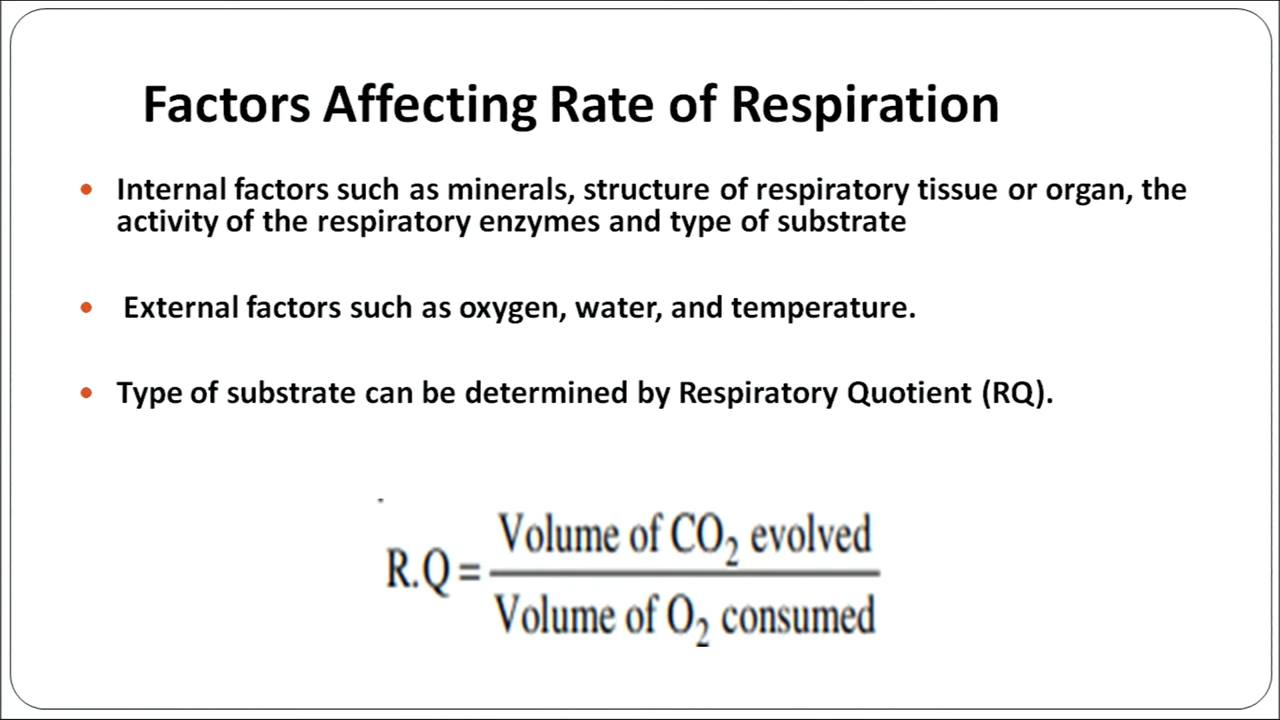 Factors Affecting Rate of Respiration
• Internal factors such as minerals, structure of respiratory tissue or organ, the
activity of the respiratory enzymes and type of substrate
• External factors such as oxygen, water, and temperature.
• Type of substrate can be determined by Respiratory Quotient (RQ).
Volume of CO₂ evolved
R.Q =
Volume of O₂ consumed